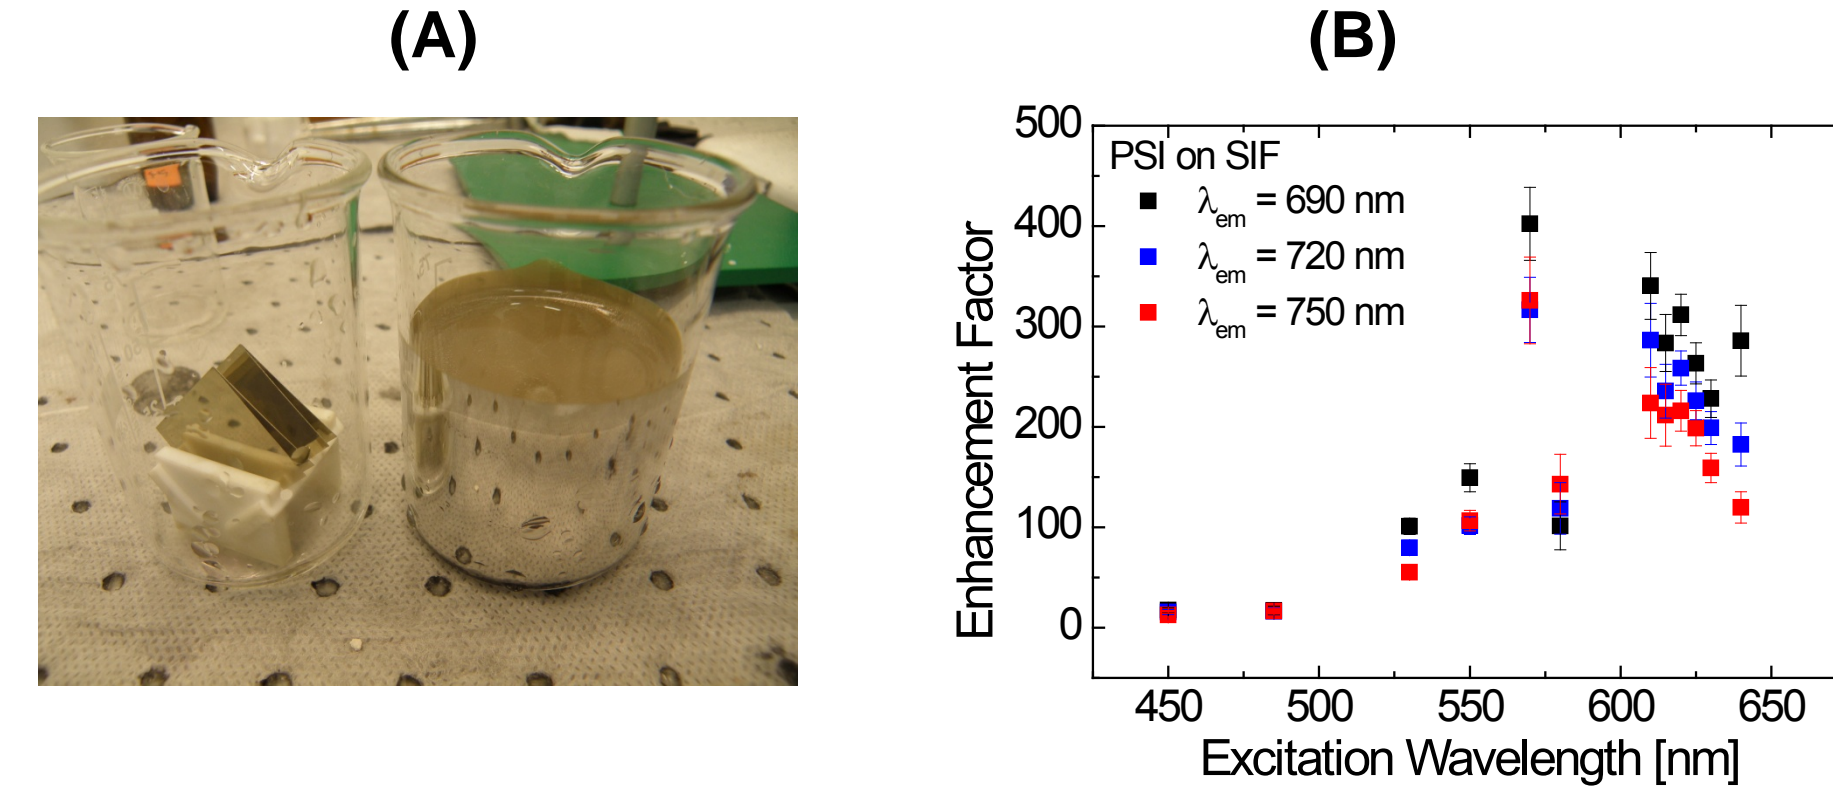 (A)
(B)
500
400
300
200
100
0
Enhancement Factor
PSI on SIF
λem = 690 nm
λem = 720 nm
λem = 750 nm
450 500 550 600 650
Excitation Wavelength [nm]